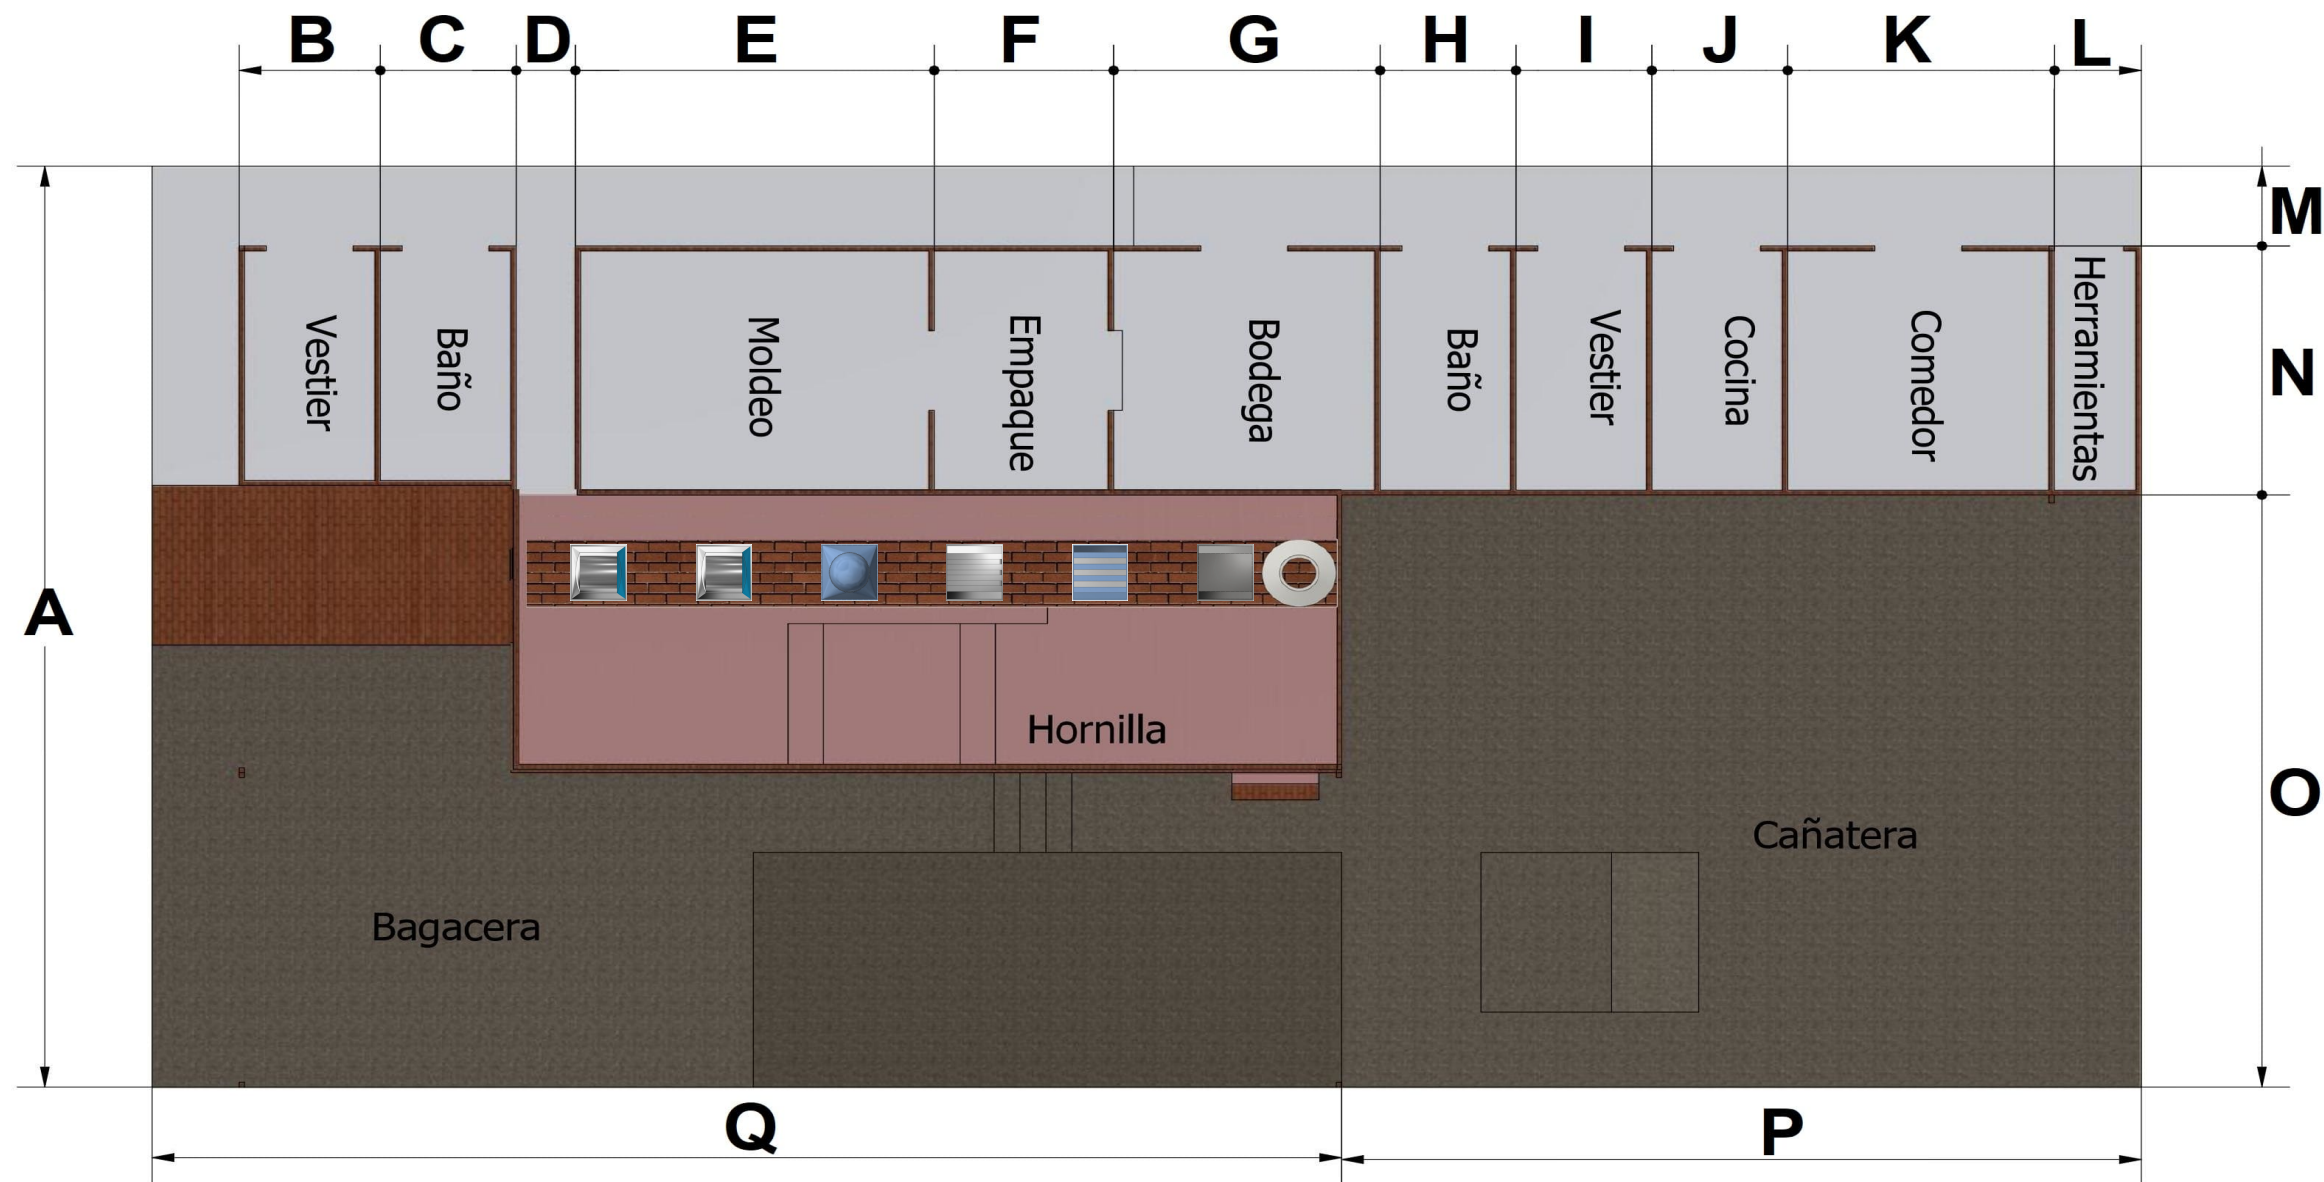 B C D E F G H I J K L
M
Vestier Baño Moldeo Empaque Bodega Baño Vestier Cocina Comedor Herramientas
N
A
Hornilla
O
Cañatera
Bagacera
Q P